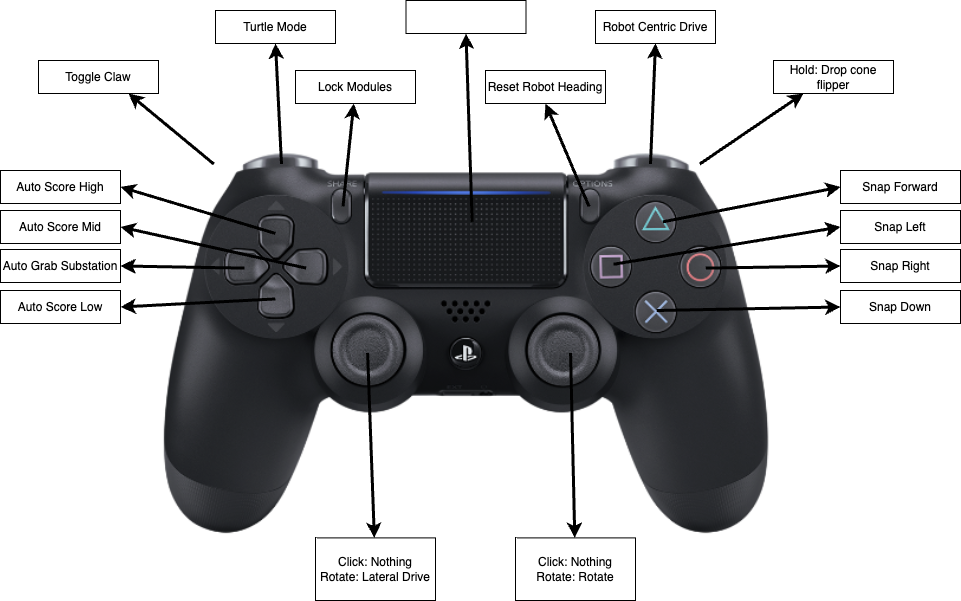 Turtle Mode
Robot Centric Drive
Toggle Claw
Lock Modules
Reset Robot Heading
Hold: Drop cone
flipper
SHARE
OPTIONS
Auto Score High
Snap Forward
Auto Score Mid
Snap Left
Auto Grab Substation
Snap Right
Auto Score Low
Snap Down
Click: Nothing
Rotate: Lateral Drive
Click: Nothing
Rotate: Rotate